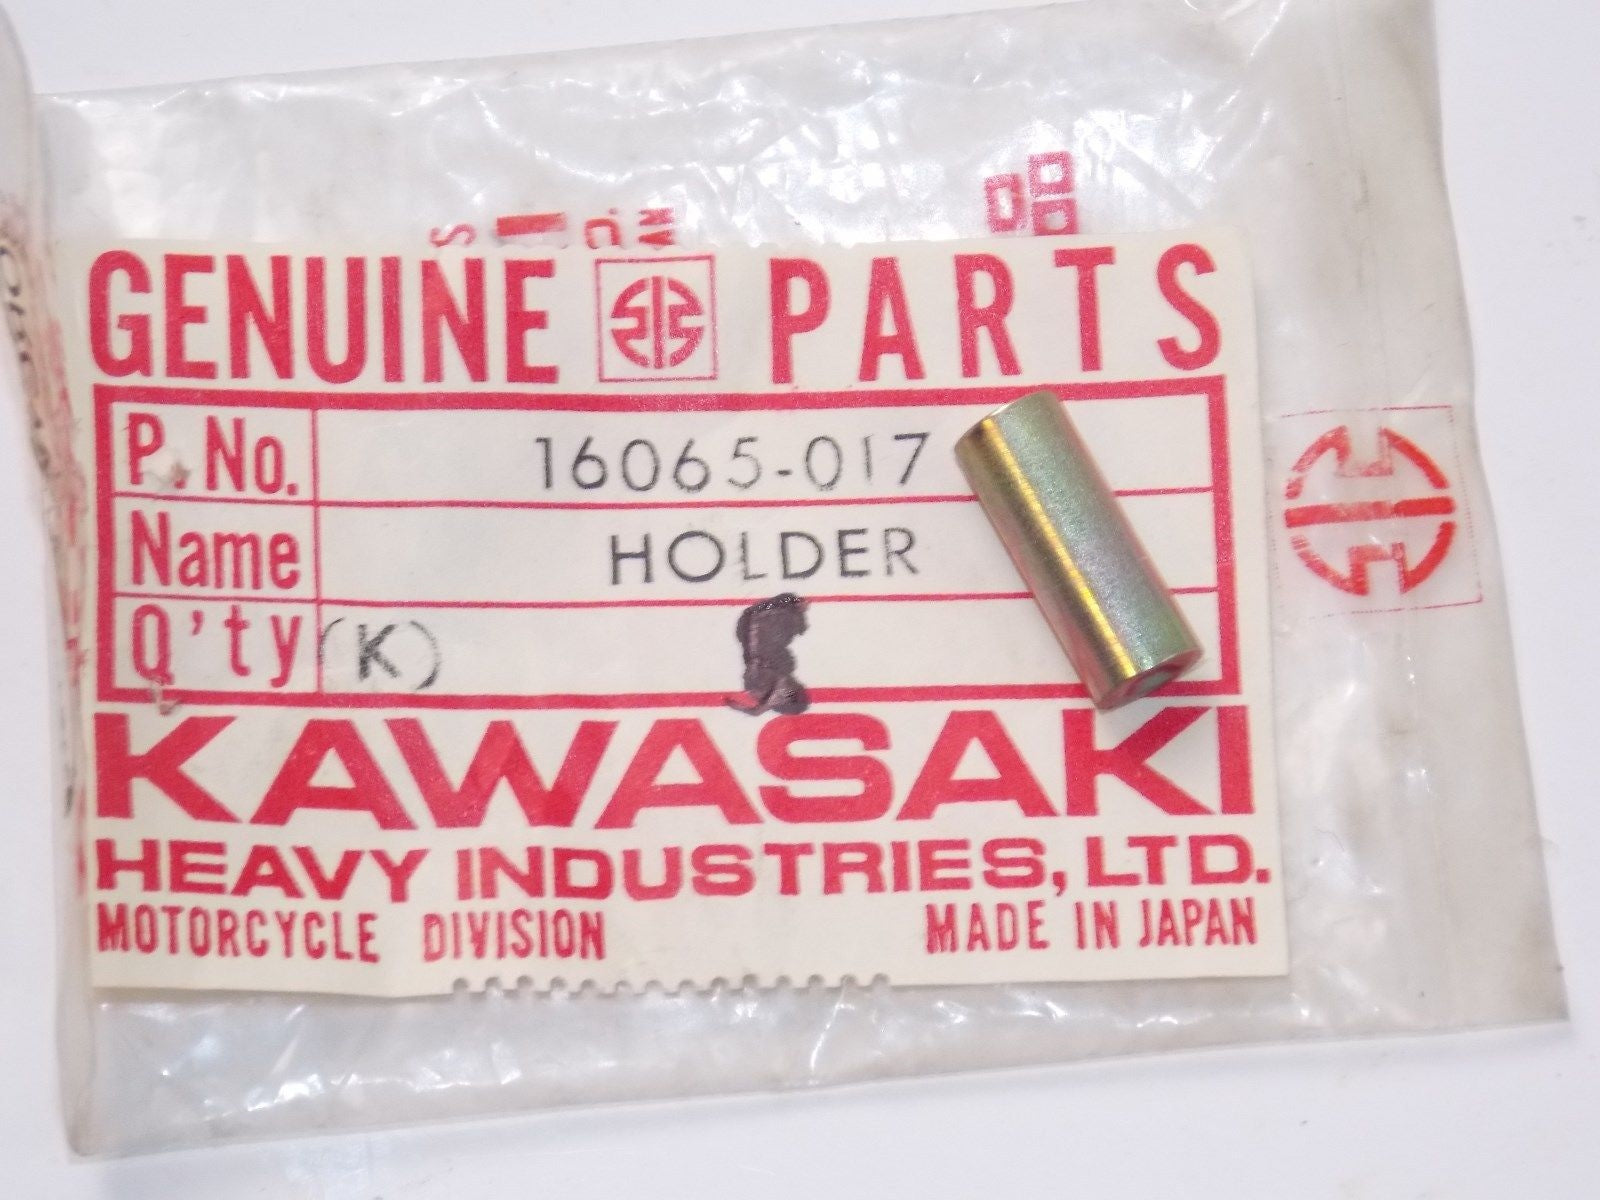 GENUINE PARTS
P. No. 16065-017
Name HOLDER
Q'ty (K)
KAWASAKI
HEAVY INDUSTRIES, LTD.
MOTORCYCLE DIVISION MADE IN JAPAN